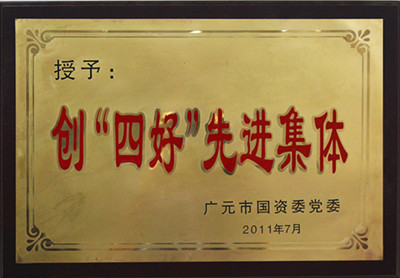 授予：
创“四好”先进集体
广元市国资委党委
2011年7月